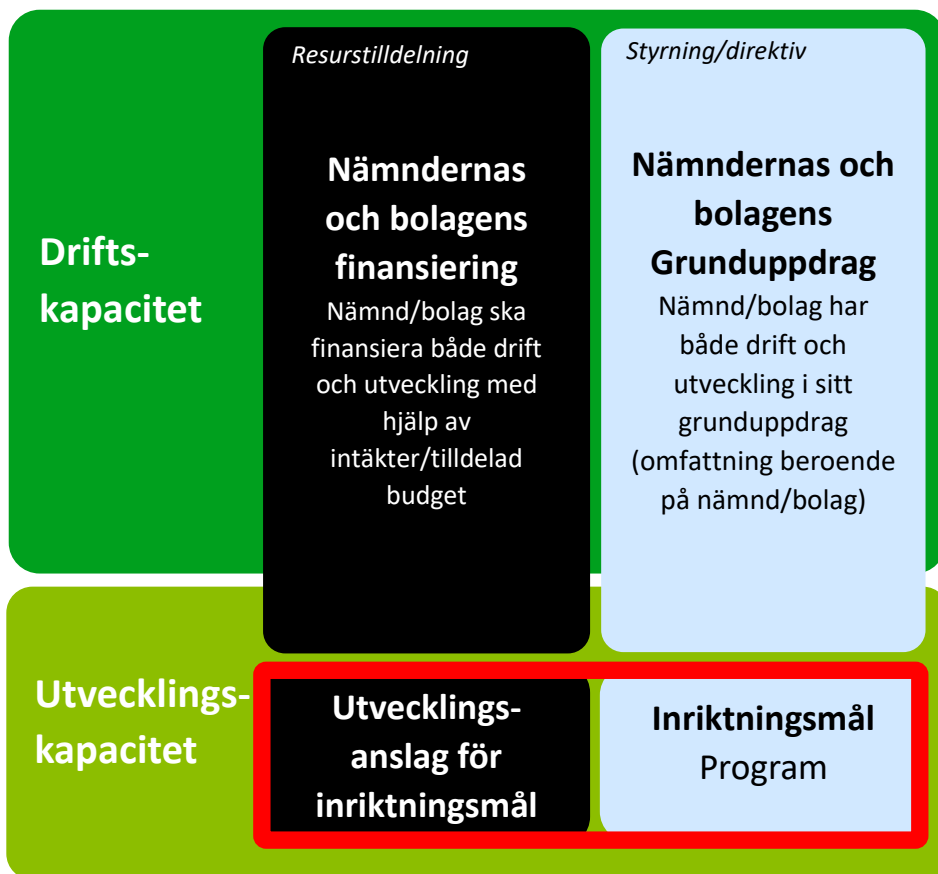 Drifts-
kapacitet
Resurstilldelning
Nämndernas
och bolagens
finansiering
Nämnd/bolag ska
finansiera både drift
och utveckling med
hjälp av
intäkter/tilldelad
budget
Styrning/direktiv
Nämndernas och
bolagens
Grunduppdrag
Nämnd/bolag har
både drift och
utveckling i sitt
grunduppdrag
(omfattning beroende
på nämnd/bolag)
Utvecklings-
kapacitet
Utvecklings-
anslag för
inriktningsmål
Inriktningsmål
Program